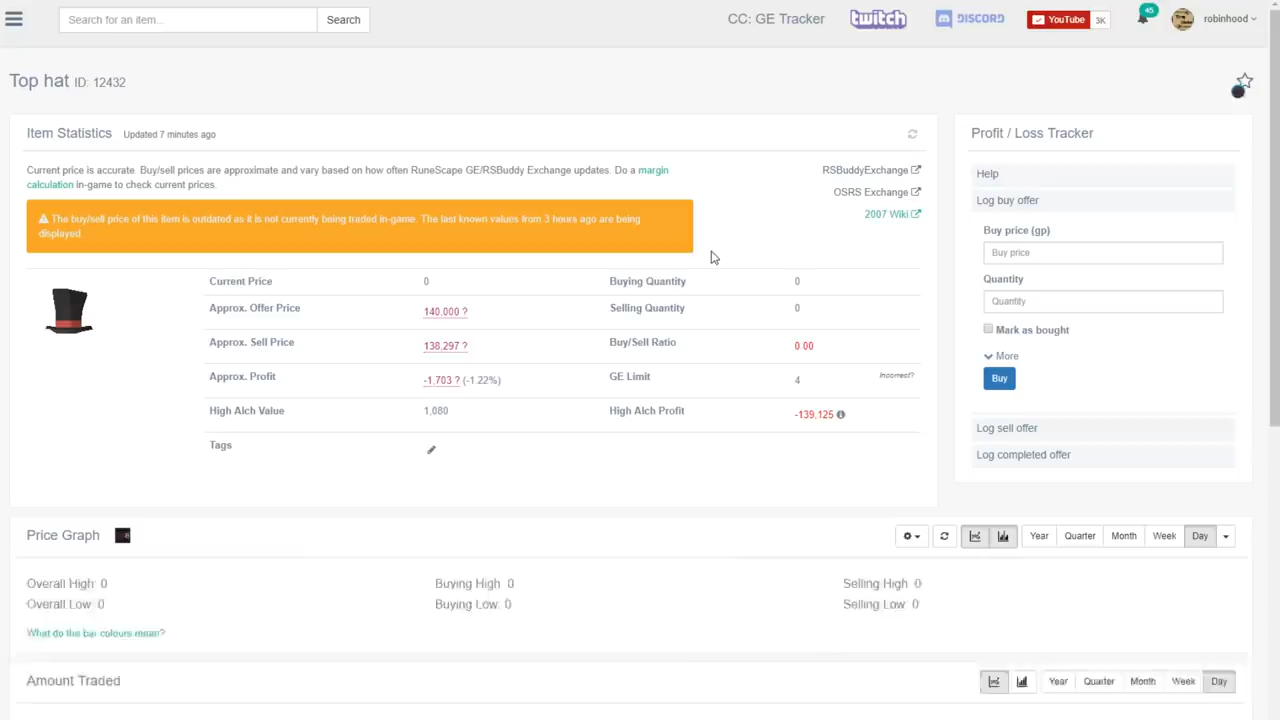 Search for an item...
Search
CC: GE Tracker
twitch
DISCORD
YouTube
3K
45
robinhood
Top hat ID: 12432
Item Statistics Updated 7 minutes ago
Current price is accurate. Buy/sell prices are approximate and vary based on how often RuneScape GE/RSBuddy Exchange updates. Do a margin
calculation in-game to check current prices.
RSBuddyExchange
OSRS Exchange
2007 Wiki
The buy/sell price of this item is outdated as it is not currently being traded in-game. The last known values from 3 hours ago are being
displayed.
Current Price 0 Buying Quantity 0
Approx. Offer Price 140,000 ? Selling Quantity 0
Approx. Sell Price 138,297 ? Buy/Sell Ratio 0.00
Approx. Profit -1,703 ? (-1.22%) GE Limit 4 Incorrect?
High Alch Value 1,080 High Alch Profit -139,125
Tags
Profit / Loss Tracker
Help
Log buy offer
Buy price (gp)
Buy price
Quantity
Quantity
Mark as bought
More
Buy
Log sell offer
Log completed offer
Price Graph
Year Quarter Month Week Day
Overall High: 0 Buying High: 0 Selling High: 0
Overall Low: 0 Buying Low: 0 Selling Low: 0
What do the bar colours mean?
Amount Traded
Year Quarter Month Week Day